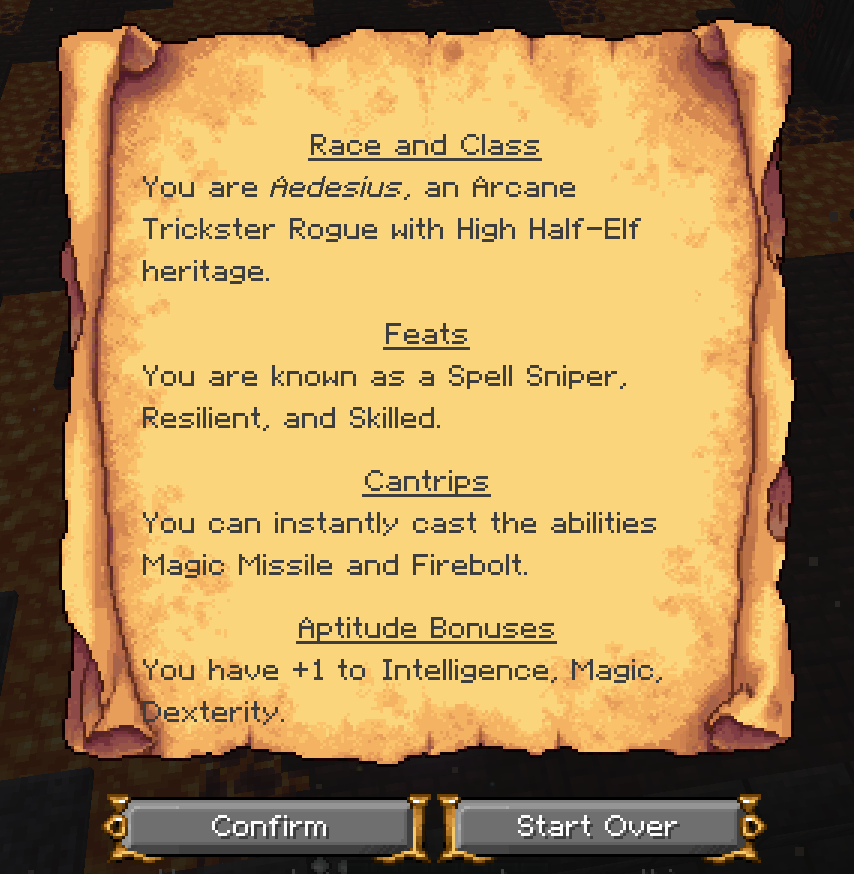 Race and Class
You are Aedesius, an Arcane
Trickster Rogue with High Half-Elf
heritage.
Feats
You are known as a Spell Sniper,
Resilient, and Skilled.
Cantrips
You can instantly cast the abilities
Magic Missile and Firebolt.
Aptitude Bonuses
You have +1 to Intelligence, Magic,
Dexterity.
Confirm
Start Over